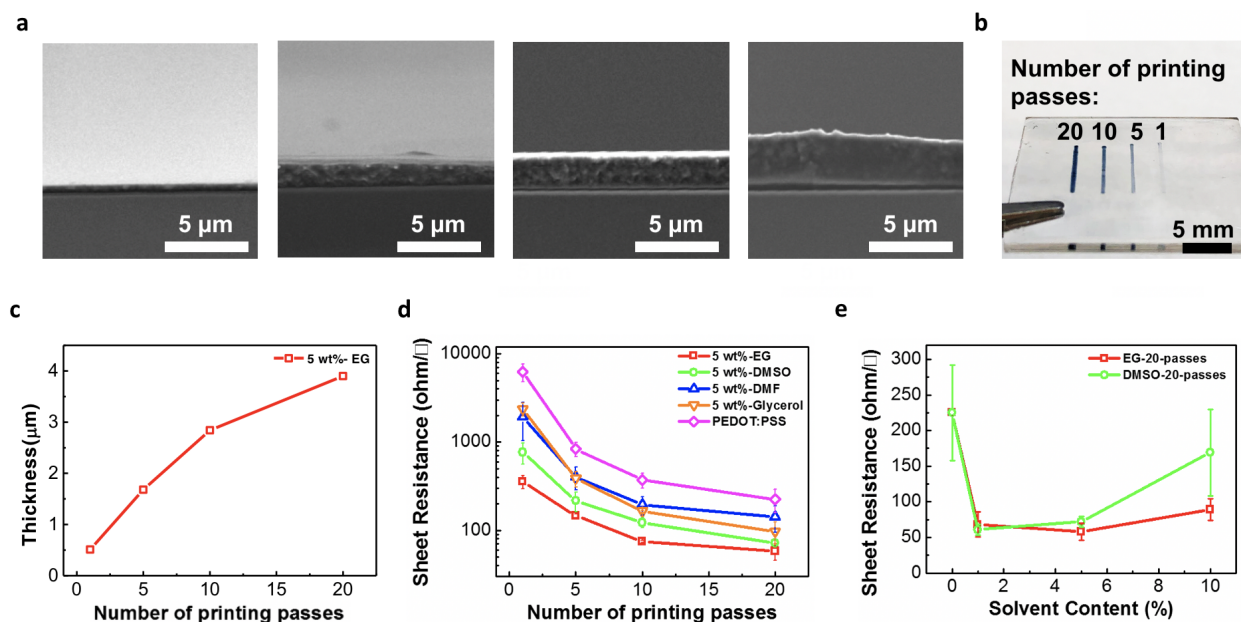 a
5 μm
5 μm
5 μm
5 μm
b
Number of printing
passes:
20 10 5 1
5 mm
c
5 wt%- EG
Thickness(μm)
4
3
2
1
0
0 5 10 15 20
Number of printing passes
d
5 wt%-EG
5 wt%-DMSO
5 wt%-DMF
5 wt%-Glycerol
PEDOT:PSS
Sheet Resistance (ohm/□)
10000
1000
100
0 5 10 15 20
Number of printing passes
e
EG-20-passes
DMSO-20-passes
Sheet Resistance (ohm/□)
300
250
200
150
100
50
0
0 2 4 6 8 10
Solvent Content (%)